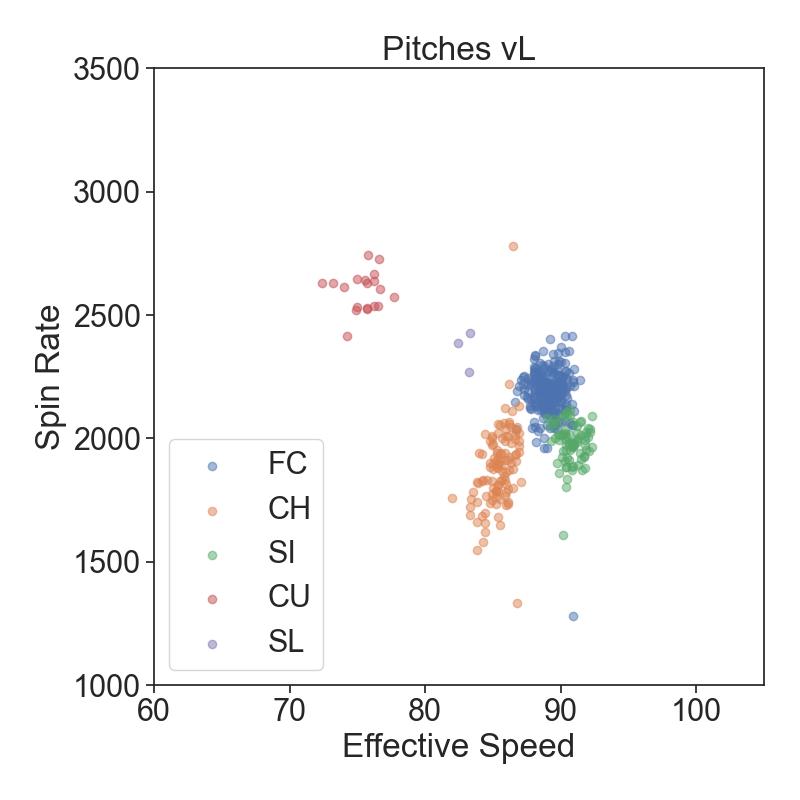 Pitches vL
3500
3000
2500
2000
1500
1000
Spin Rate
FC
CH
SI
CU
SL
60 70 80 90 100
Effective Speed